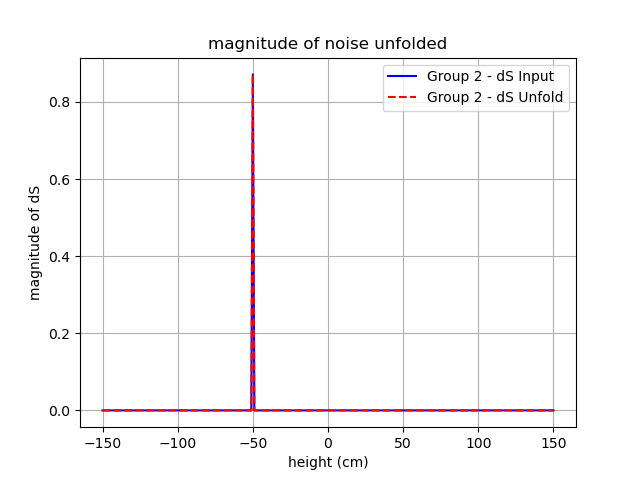 magnitude of noise unfolded
Group 2 - dS Input
Group 2 - dS Unfold
magnitude of dS
0.8
0.6
0.4
0.2
0.0
−150
−100
−50
0
50
100
150
height (cm)